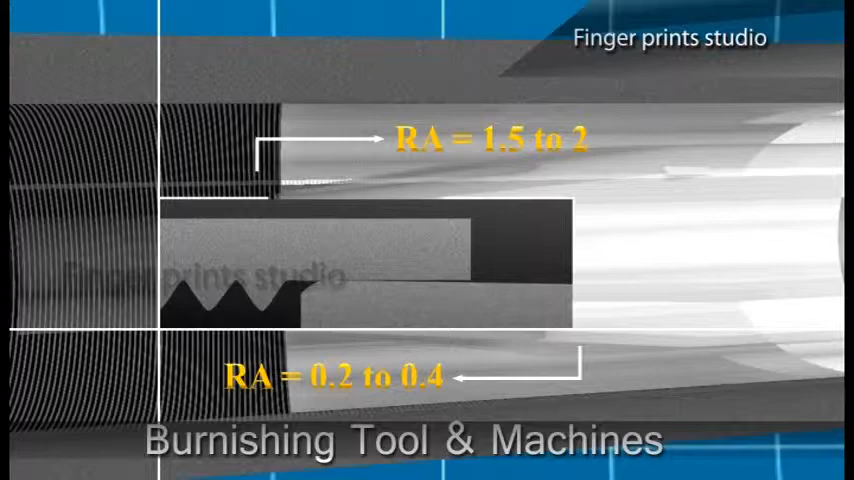 Finger prints studio
RA = 1.5 to 2
Finger prints studio
RA = 0.2 to 0.4
Burnishing Tool & Machines